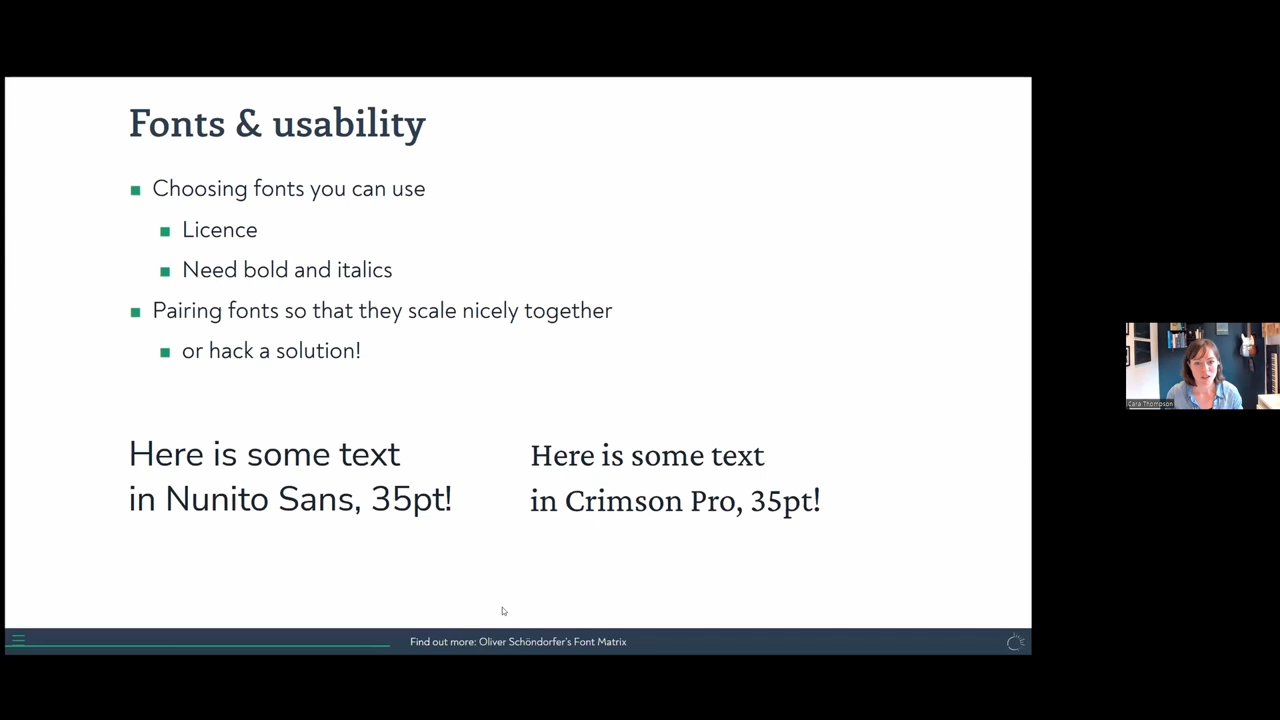 Fonts & usability
Choosing fonts you can use
Licence
Need bold and italics
Pairing fonts so that they scale nicely together
or hack a solution!
Here is some text
in Nunito Sans, 35pt!
Here is some text
in Crimson Pro, 35pt!
Cara Thompson
Find out more: Oliver Schöndorfer's Font Matrix